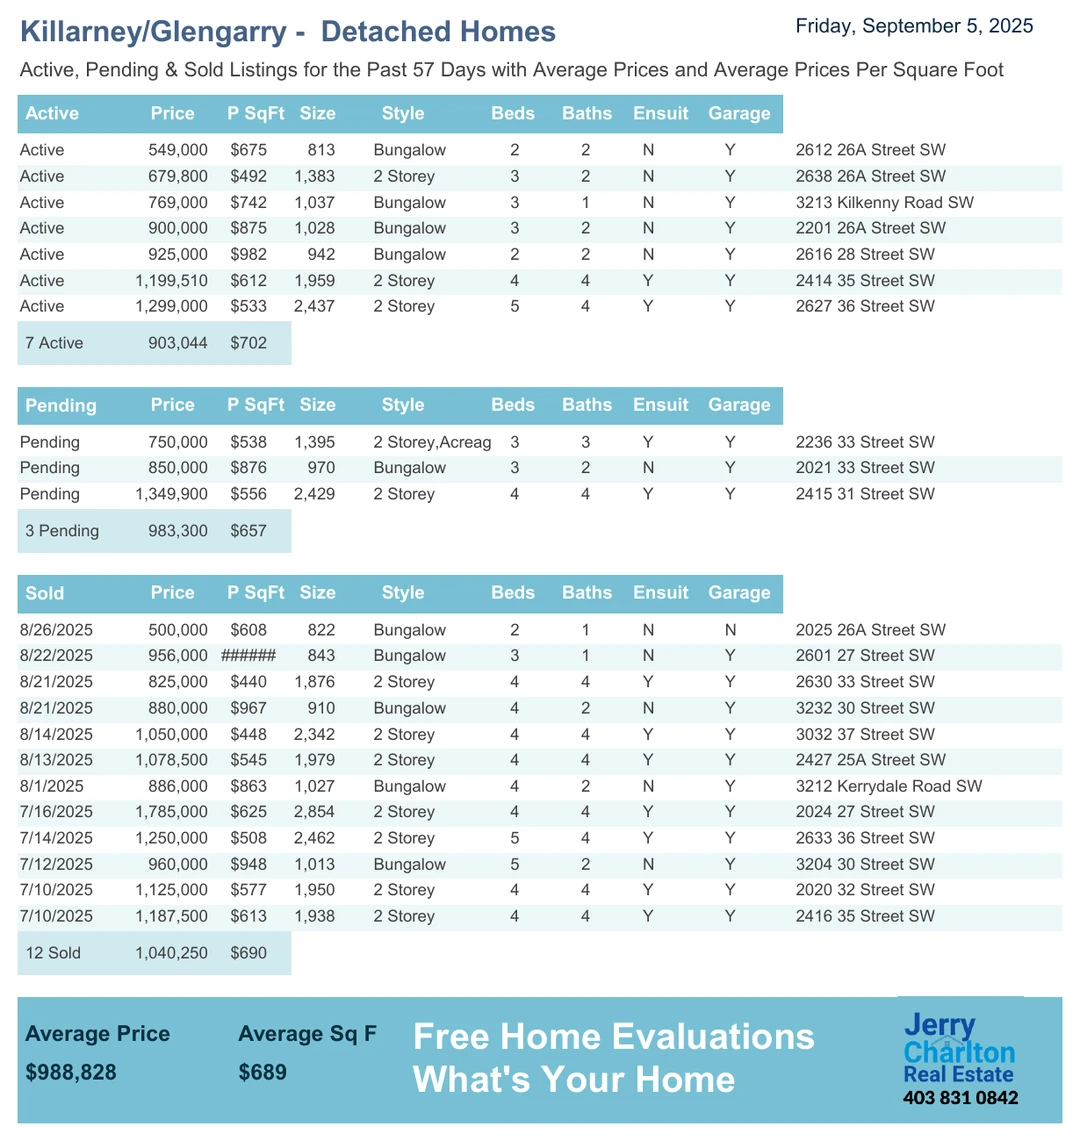 Killarney/Glengarry - Detached Homes Friday, September 5, 2025
Active, Pending & Sold Listings for the Past 57 Days with Average Prices and Average Prices Per Square Foot
Active Price P SqFt Size Style Beds Baths Ensuit Garage
Active 549,000 $675 813 Bungalow 2 2 N Y 2612 26A Street SW
Active 679,800 $492 1,383 2 Storey 3 2 N Y 2638 26A Street SW
Active 769,000 $742 1,037 Bungalow 3 1 N Y 3213 Kilkenny Road SW
Active 900,000 $875 1,028 Bungalow 3 2 N Y 2201 26A Street SW
Active 925,000 $982 942 Bungalow 2 2 N Y 2616 28 Street SW
Active 1,199,510 $612 1,959 2 Storey 4 4 Y Y 2414 35 Street SW
Active 1,299,000 $533 2,437 2 Storey 5 4 Y Y 2627 36 Street SW
7 Active 903,044 $702
Pending Price P SqFt Size Style Beds Baths Ensuit Garage
Pending 750,000 $538 1,395 2 Storey,Acreag 3 3 Y Y 2236 33 Street SW
Pending 850,000 $876 970 Bungalow 3 2 N Y 2021 33 Street SW
Pending 1,349,900 $556 2,429 2 Storey 4 4 Y Y 2415 31 Street SW
3 Pending 983,300 $657
Sold Price P SqFt Size Style Beds Baths Ensuit Garage
8/26/2025 500,000 $608 822 Bungalow 2 1 N N 2025 26A Street SW
8/22/2025 956,000 ###### 843 Bungalow 3 1 N Y 2601 27 Street SW
8/21/2025 825,000 $440 1,876 2 Storey 4 4 Y Y 2630 33 Street SW
8/21/2025 880,000 $967 910 Bungalow 4 2 N Y 3232 30 Street SW
8/14/2025 1,050,000 $448 2,342 2 Storey 4 4 Y Y 3032 37 Street SW
8/13/2025 1,078,500 $545 1,979 2 Storey 4 4 Y Y 2427 25A Street SW
8/1/2025 886,000 $863 1,027 Bungalow 4 2 N Y 3212 Kerrydale Road SW
7/16/2025 1,785,000 $625 2,854 2 Storey 4 4 Y Y 2024 27 Street SW
7/14/2025 1,250,000 $508 2,462 2 Storey 5 4 Y Y 2633 36 Street SW
7/12/2025 960,000 $948 1,013 Bungalow 5 2 N Y 3204 30 Street SW
7/10/2025 1,125,000 $577 1,950 2 Storey 4 4 Y Y 2020 32 Street SW
7/10/2025 1,187,500 $613 1,938 2 Storey 4 4 Y Y 2416 35 Street SW
12 Sold 1,040,250 $690
Average Price Average Sq F
$988,828 $689
Free Home Evaluations
What's Your Home
Jerry
Charlton
Real Estate
403 831 0842